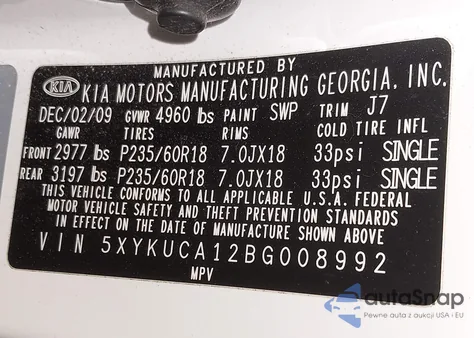 MANUFACTURED BY
KIA KIA MOTORS MANUFACTURING GEORGIA, INC.
DEC/02/09 GVWR 4960 lbs PAINT SWP TRIM J7
GAWR TIRES RIMS COLD TIRE INFL
FRONT 2977 lbs P235/60R18 7.0JX18 33psi SINGLE
REAR 3197 lbs P235/60R18 7.0JX18 33psi SINGLE
THIS VEHICLE CONFORMS TO ALL APPLICABLE U.S.A. FEDERAL
MOTOR VEHICLE SAFETY AND THEFT PREVENTION STANDARDS
IN EFFECT ON THE DATE OF MANUFACTURE SHOWN ABOVE
VIN 5XYKUCA12BG008992
MPV
autaSnap
Pewne auta z aukcji USA i EU